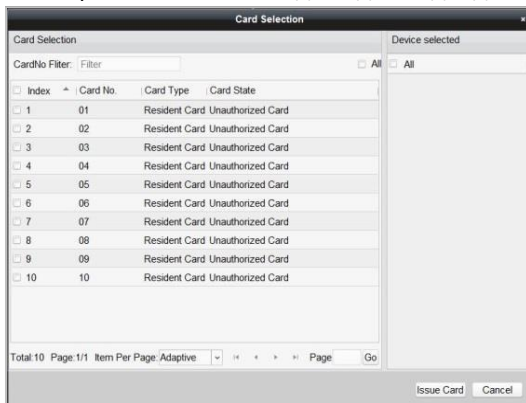 Card Selection
Card Selection
Device selected
CardNo Fliter: Filter All
All
Index Card No. Card Type Card State
1 01 Resident Card Unauthorized Card
2 02 Resident Card Unauthorized Card
3 03 Resident Card Unauthorized Card
4 04 Resident Card Unauthorized Card
5 05 Resident Card Unauthorized Card
6 06 Resident Card Unauthorized Card
7 07 Resident Card Unauthorized Card
8 08 Resident Card Unauthorized Card
9 09 Resident Card Unauthorized Card
10 10 Resident Card Unauthorized Card
Total:10 Page:1/1 Item Per Page: Adaptive Page Go
Issue Card Cancel